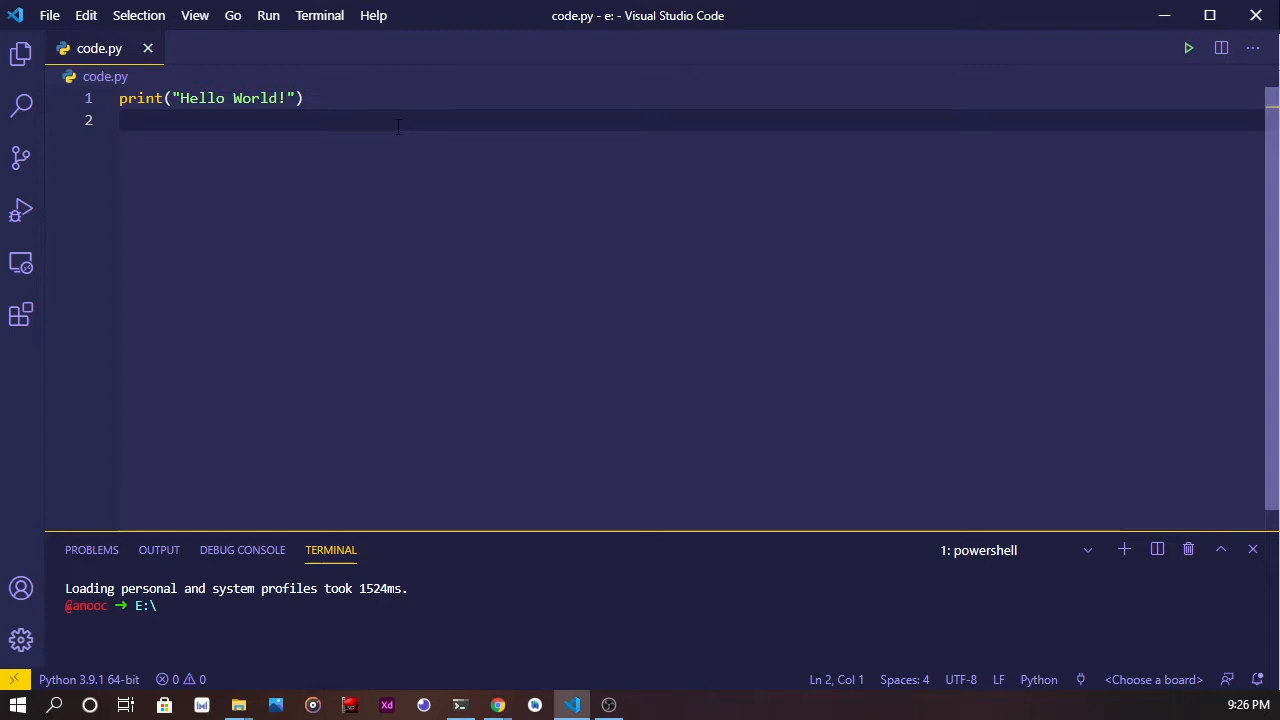 File Edit Selection View Go Run Terminal Help code.py - e: - Visual Studio Code
code.py
code.py
1 print("Hello World!")
2
PROBLEMS OUTPUT DEBUG CONSOLE TERMINAL 1: powershell
Loading personal and system profiles took 1524ms.
@anooc ➜ E:\
Python 3.9.1 64-bit 0 0 Ln 2, Col 1 Spaces: 4 UTF-8 LF Python <Choose a board>
Xd 9:26 PM